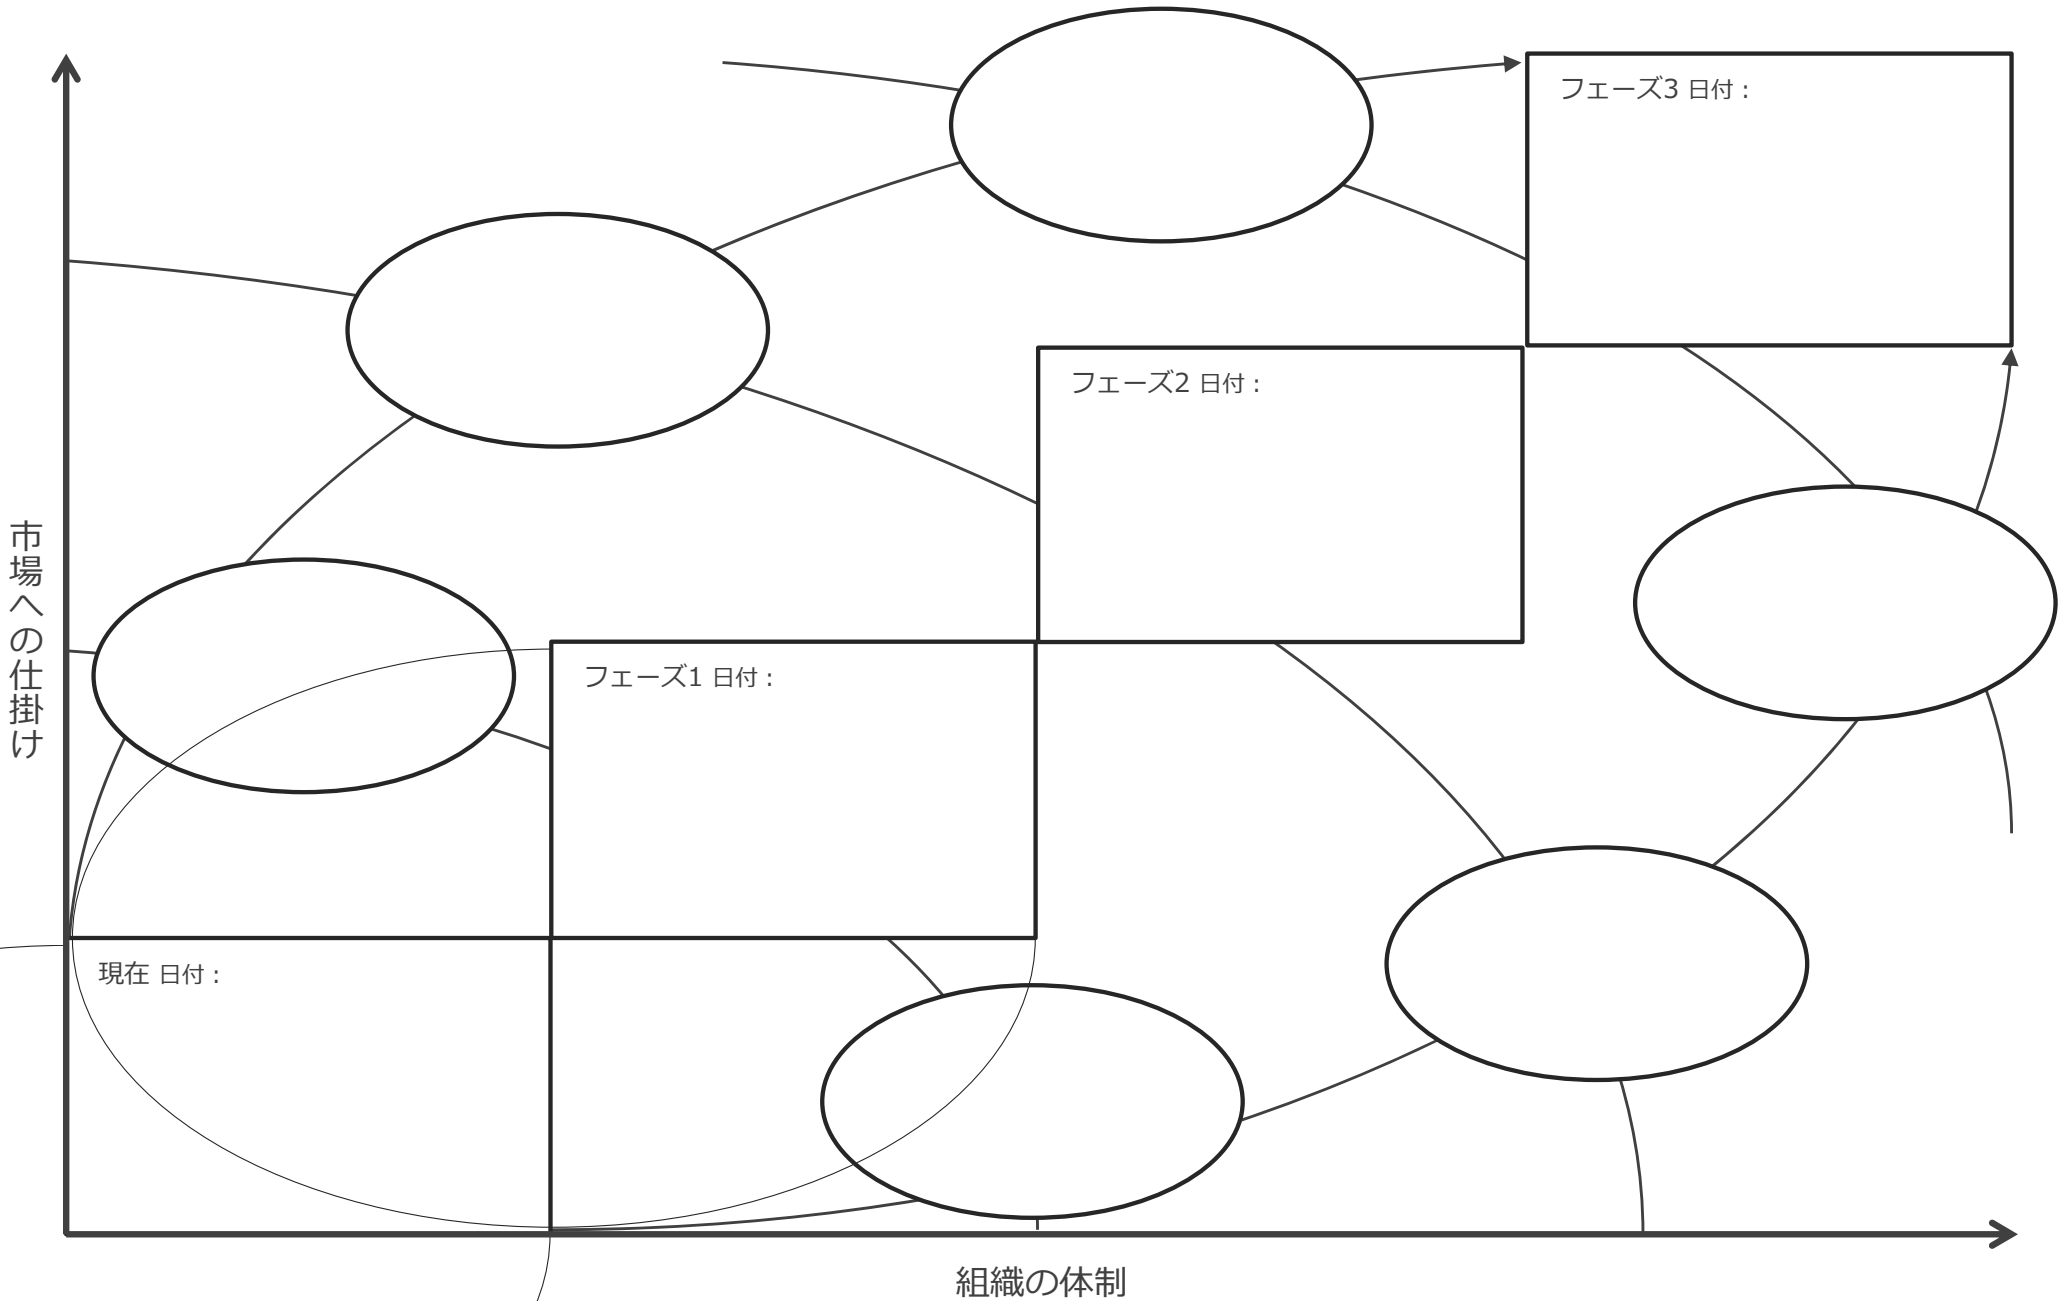 フェーズ3 日付 :
フェーズ2 日付 :
市場への仕掛け
フェーズ1 日付 :
現在 日付 :
組織の体制